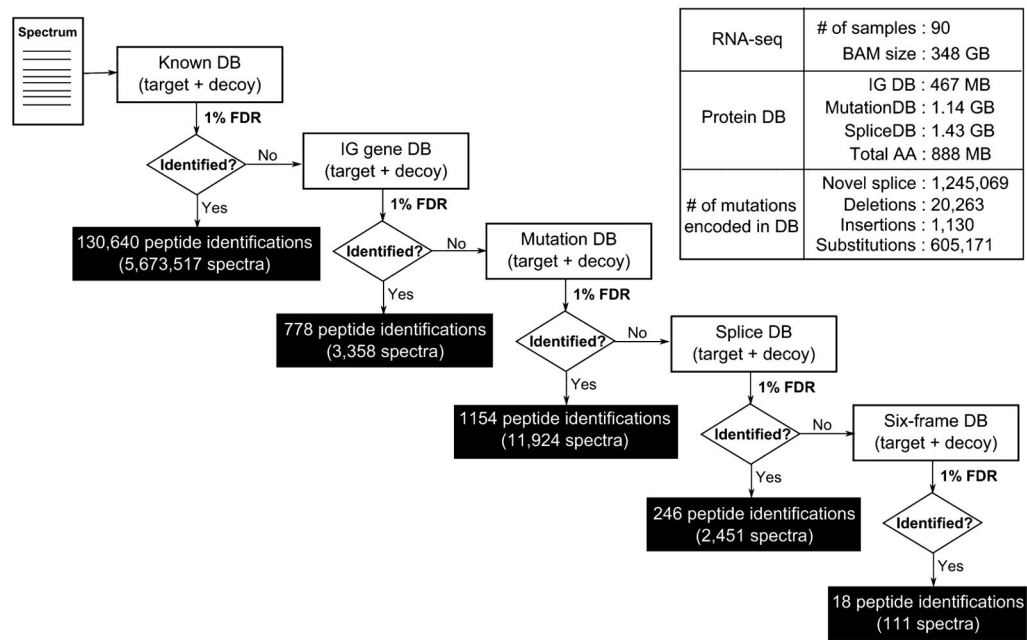 Spectrum
Known DB
(target + decoy)
1% FDR
Identified?
No
Yes
130,640 peptide identifications
(5,673,517 spectra)
IG gene DB
(target + decoy)
1% FDR
Identified?
No
Yes
778 peptide identifications
(3,358 spectra)
Mutation DB
(target + decoy)
1% FDR
Identified?
No
Yes
1154 peptide identifications
(11,924 spectra)
Splice DB
(target + decoy)
1% FDR
Identified?
No
Yes
246 peptide identifications
(2,451 spectra)
Six-frame DB
(target + decoy)
1% FDR
Identified?
Yes
18 peptide identifications
(111 spectra)
RNA-seq
# of samples : 90
BAM size : 348 GB
Protein DB
IG DB : 467 MB
MutationDB : 1.14 GB
SpliceDB : 1.43 GB
Total AA : 888 MB
# of mutations
encoded in DB
Novel splice : 1,245,069
Deletions : 20,263
Insertions : 1,130
Substitutions : 605,171